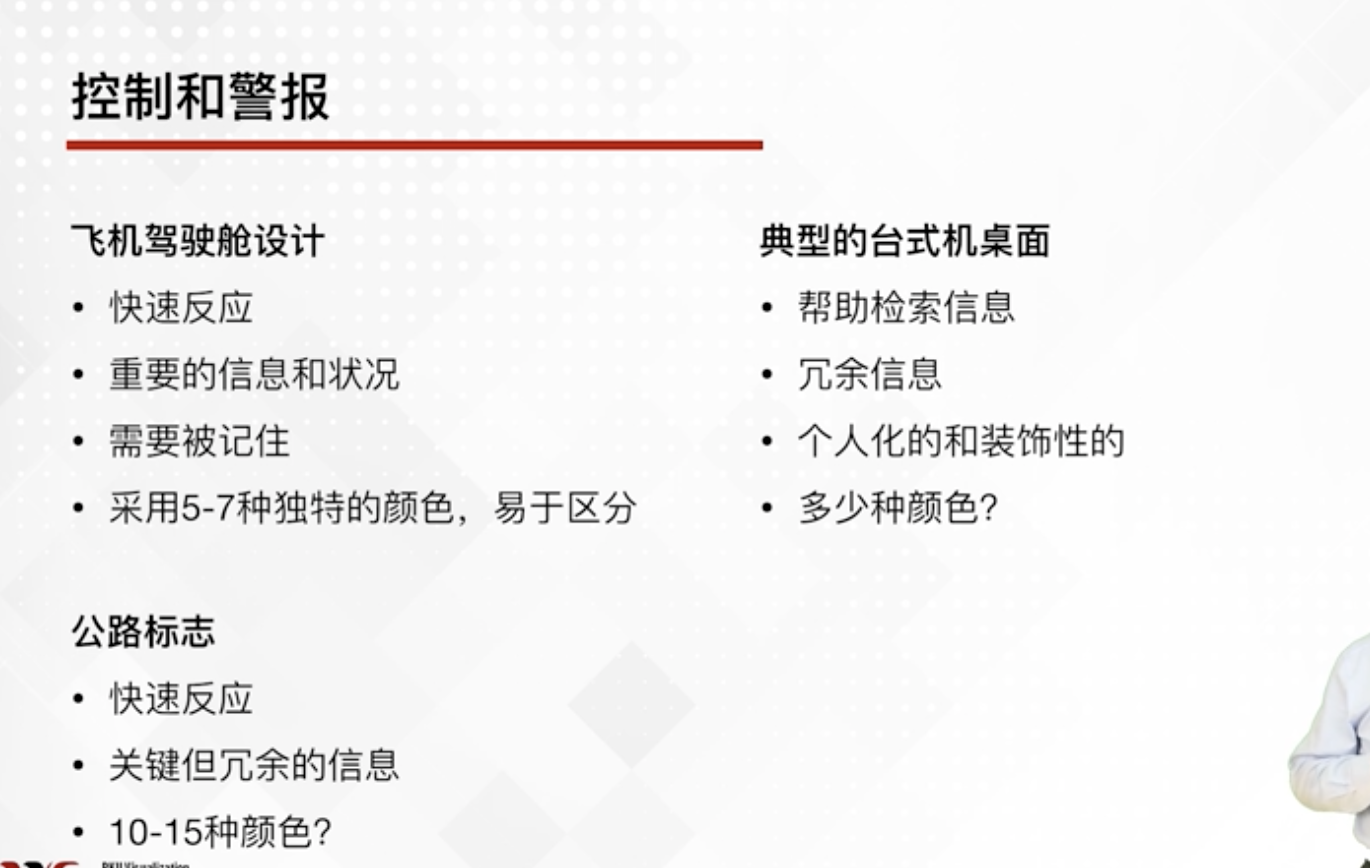 控制和警报
飞机驾驶舱设计
• 快速反应
• 重要的信息和状况
• 需要被记住
• 采用5-7种独特的颜色，易于区分
公路标志
• 快速反应
• 关键但冗余的信息
• 10-15种颜色?
典型的台式机桌面
• 帮助检索信息
• 冗余信息
• 个人化的和装饰性的
• 多少种颜色?